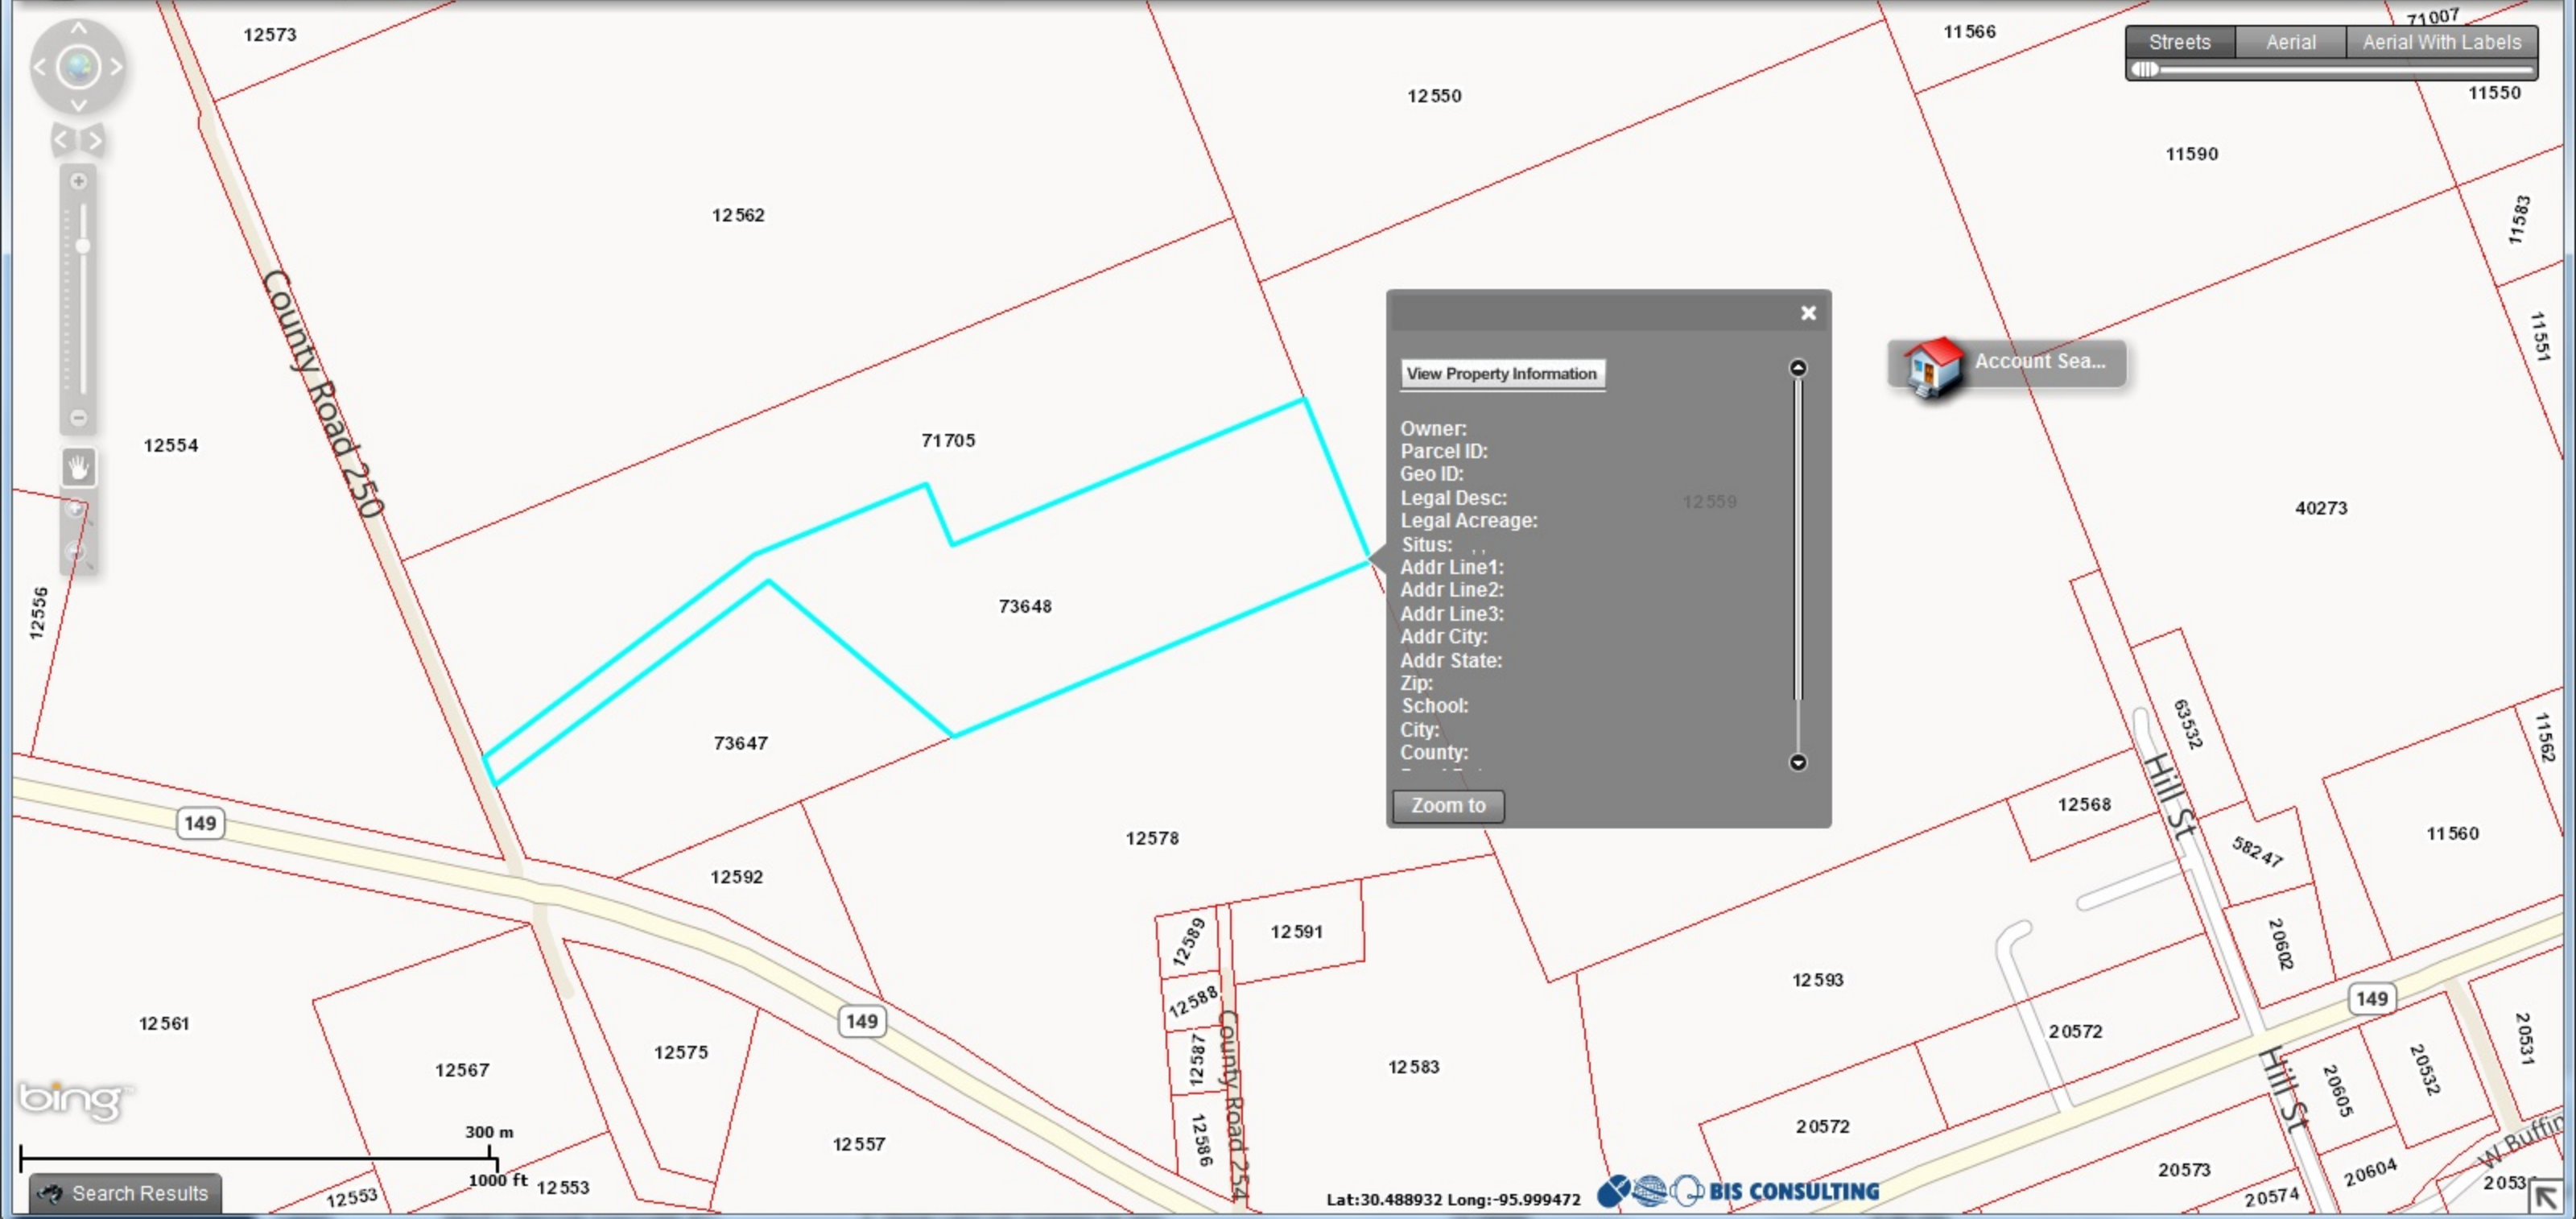 12573
11566
71007
Streets
Aerial
Aerial With Labels
12550
11550
11590
12562
11583
County Road 250
11551
View Property Information
Account Sea...
12554
71705
Owner:
Parcel ID:
Geo ID:
Legal Desc:
12559
Legal Acreage:
Situs: , ,
Addr Line1:
Addr Line2:
Addr Line3:
Addr City:
Addr State:
Zip:
School:
City:
County:
Zoom to
40273
12556
73648
63532
11562
73647
Hill St
12568
149
11560
58247
12578
12592
12589
12591
20602
12593
12588
149
149
12561
20572
20531
12575
12587
County Road 254
12583
12567
20605
20532
Hill St
bing
300 m
12586
12557
20572
W Buffin
1000 ft
12553
12553
20573
20604
20574
2053
Search Results
Lat:30.488932 Long:-95.999472
BIS CONSULTING